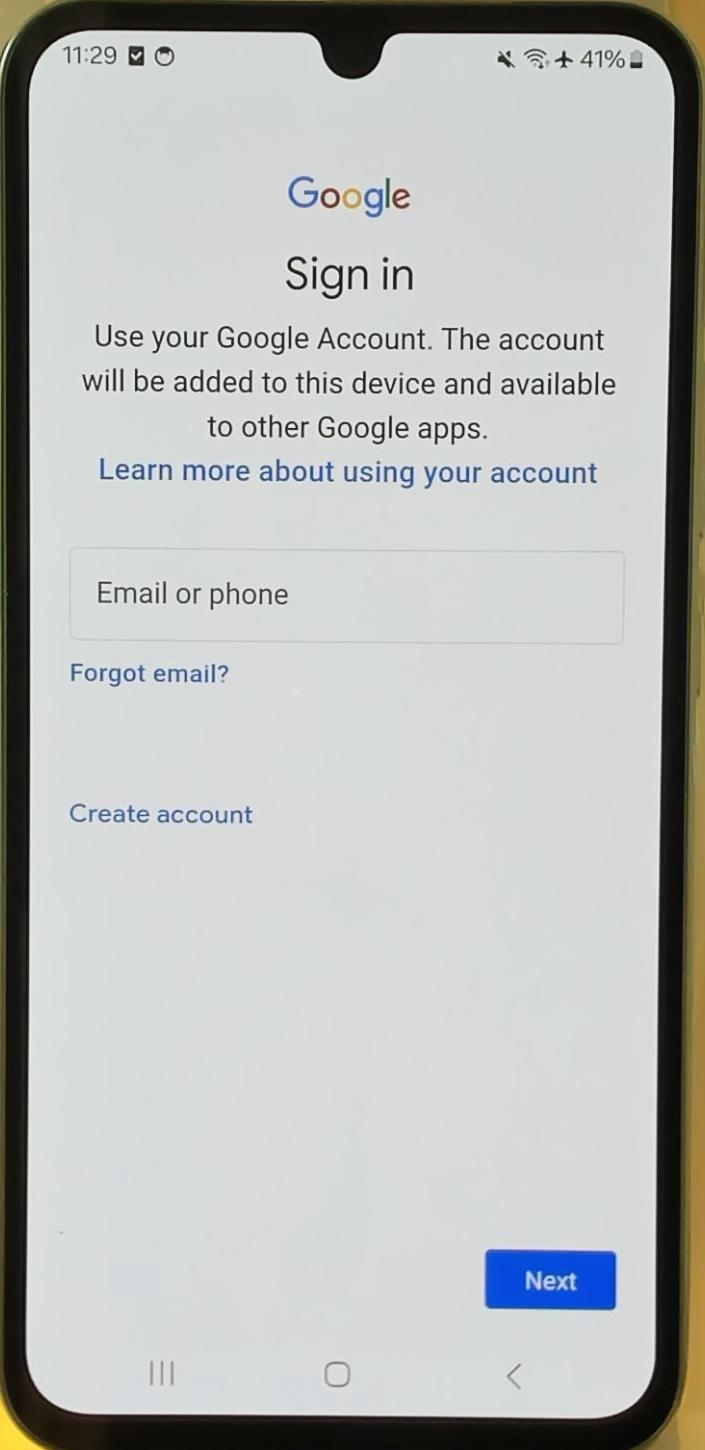 11:29
41%
Google
Sign in
Use your Google Account. The account
will be added to this device and available
to other Google apps.
Learn more about using your account
Email or phone
Forgot email?
Create account
Next